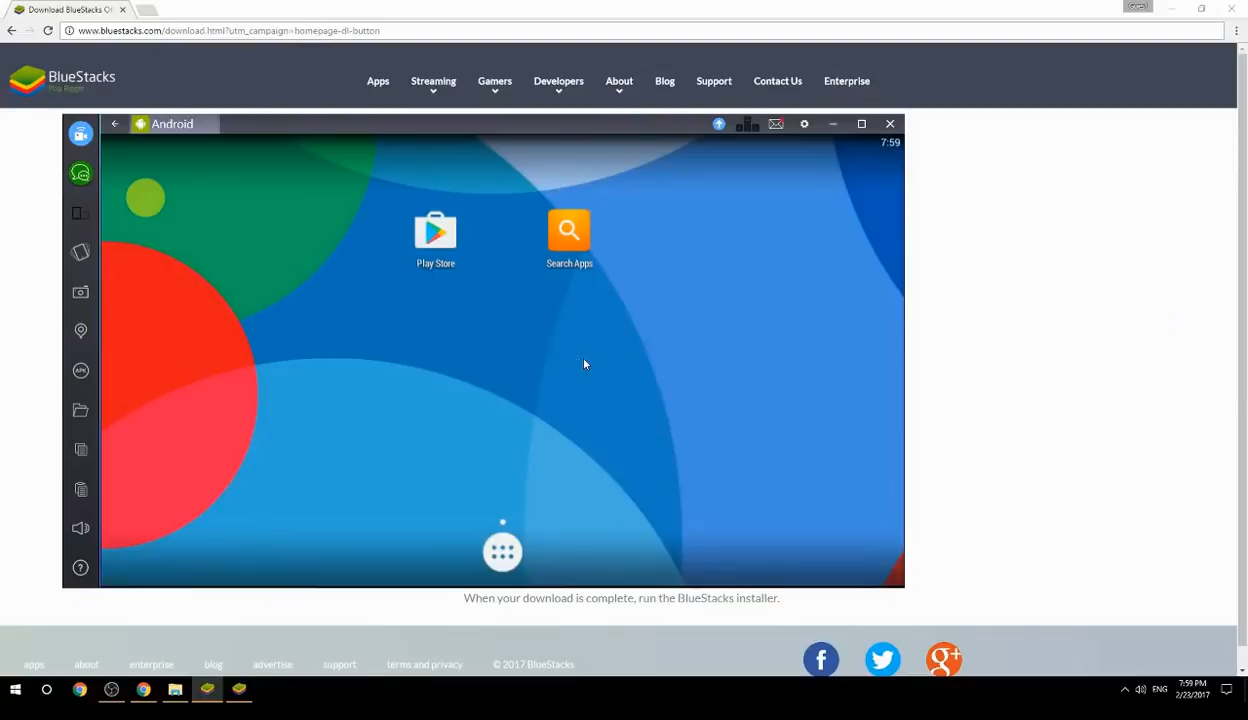 Download BlueStacks Of
www.bluestacks.com/download.html?utm_campaign=homepage-dl-button
BlueStacks
Play Bigger
Apps
Streaming
Gamers
Developers
About
Blog
Support
Contact Us
Enterprise
Android
7:59
Play Store
Search Apps
APK
When your download is complete, run the BlueStacks installer.
apps
about
enterprise
blog
advertise
support
terms and privacy
© 2017 BlueStacks
ENG
7:59 PM
2/23/2017